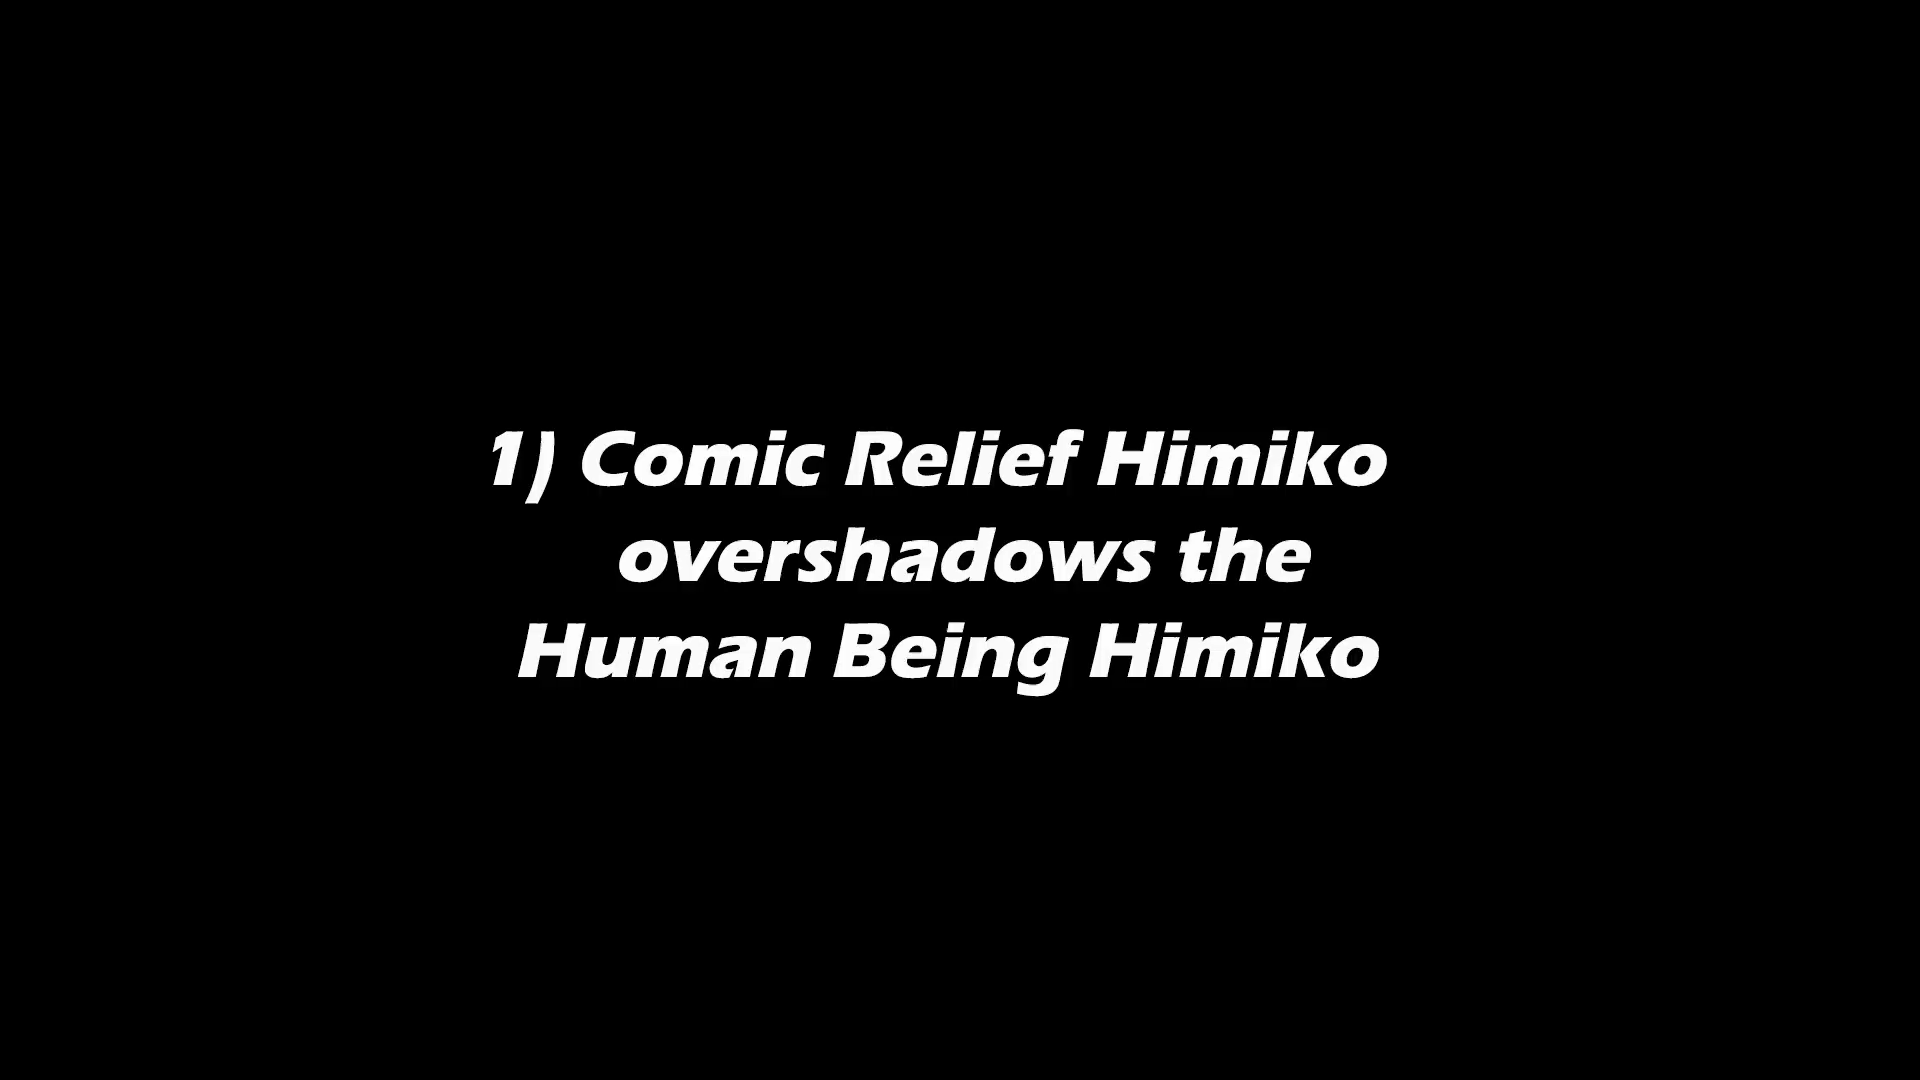 1) Comic Relief Himiko
overshadows the
Human Being Himiko